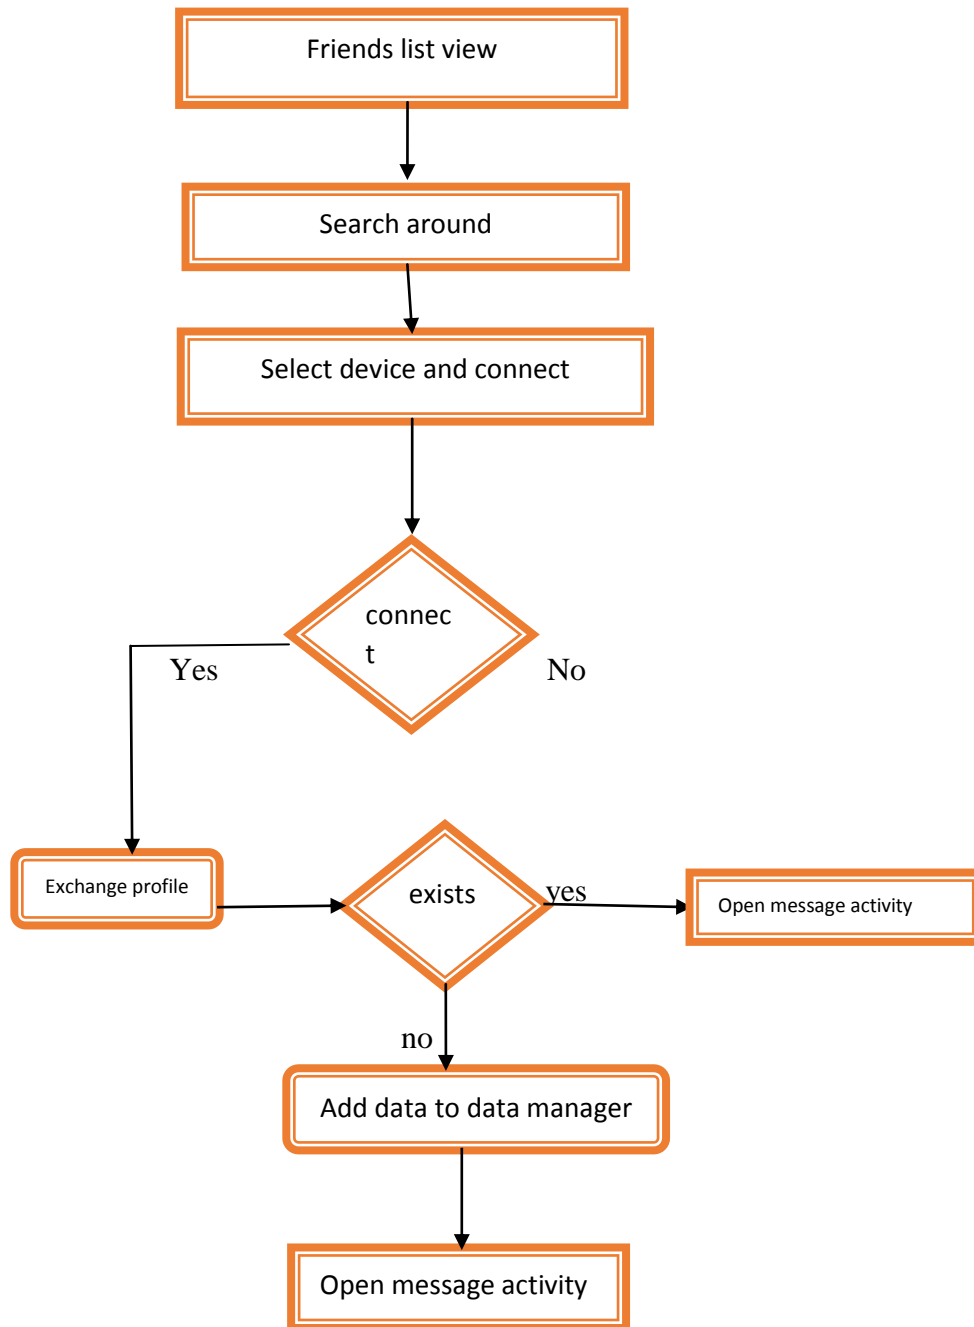 Friends list view
Search around
Select device and connect
connec
t
Yes
No
Exchange profile
exists
yes
Open message activity
no
Add data to data manager
Open message activity